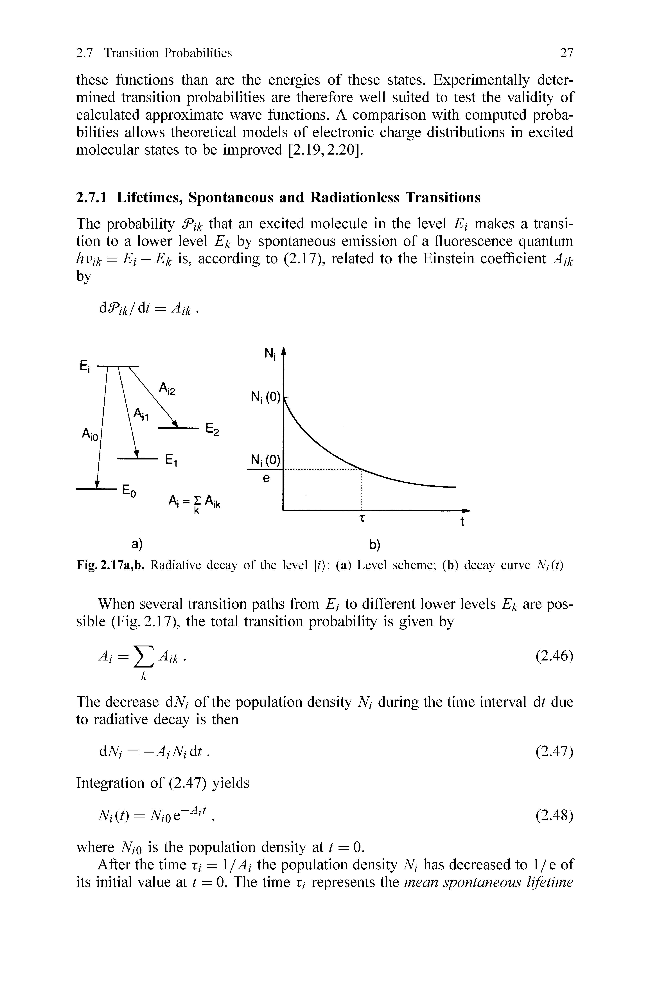 2.7 Transition Probabilities 27
these functions than are the energies of these states. Experimentally deter-
mined transition probabilities are therefore well suited to test the validity of
calculated approximate wave functions. A comparison with computed proba-
bilities allows theoretical models of electronic charge distributions in excited
molecular states to be improved [2.19, 2.20].
2.7.1 Lifetimes, Spontaneous and Radiationless Transitions
The probability 𝒫ik that an excited molecule in the level Ei makes a transi-
tion to a lower level Ek by spontaneous emission of a fluorescence quantum
hνik = Ei − Ek is, according to (2.17), related to the Einstein coefficient Aik
by
d𝒫ik/dt = Aik .
Ei
Ai2
Ai1
Ai0
E2
E1
E0
Ai = Σ Aik
k
a)
Ni
Ni (0)
Ni (0)
e
τ
t
b)
Fig. 2.17a,b. Radiative decay of the level |i⟩: (a) Level scheme; (b) decay curve Ni(t)
When several transition paths from Ei to different lower levels Ek are pos-
sible (Fig. 2.17), the total transition probability is given by
Ai = ∑ Aik . (2.46)
k
The decrease dNi of the population density Ni during the time interval dt due
to radiative decay is then
dNi = −AiNi dt . (2.47)
Integration of (2.47) yields
Ni(t) = Ni0 e^−Ait , (2.48)
where Ni0 is the population density at t = 0.
After the time τi = 1/Ai the population density Ni has decreased to 1/e of
its initial value at t = 0. The time τi represents the mean spontaneous lifetime